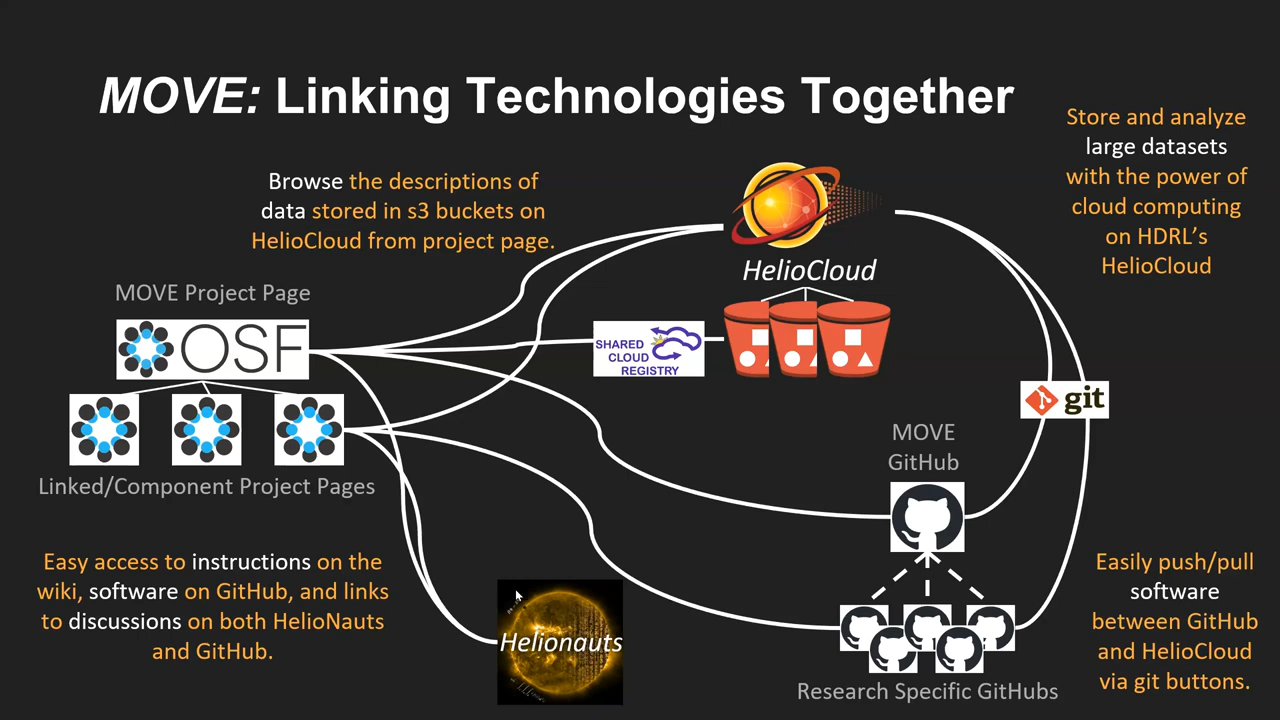 MOVE: Linking Technologies Together
Store and analyze
large datasets
with the power of
cloud computing
on HDRL’s
HelioCloud
Browse the descriptions of
data stored in s3 buckets on
HelioCloud from project page.
HelioCloud
MOVE Project Page
OSF
SHARED
CLOUD
REGISTRY
git
Linked/Component Project Pages
MOVE
GitHub
Easy access to instructions on the
wiki, software on GitHub, and links
to discussions on both HelioNauts
and GitHub.
Helionauts
Research Specific GitHubs
Easily push/pull
software
between GitHub
and HelioCloud
via git buttons.